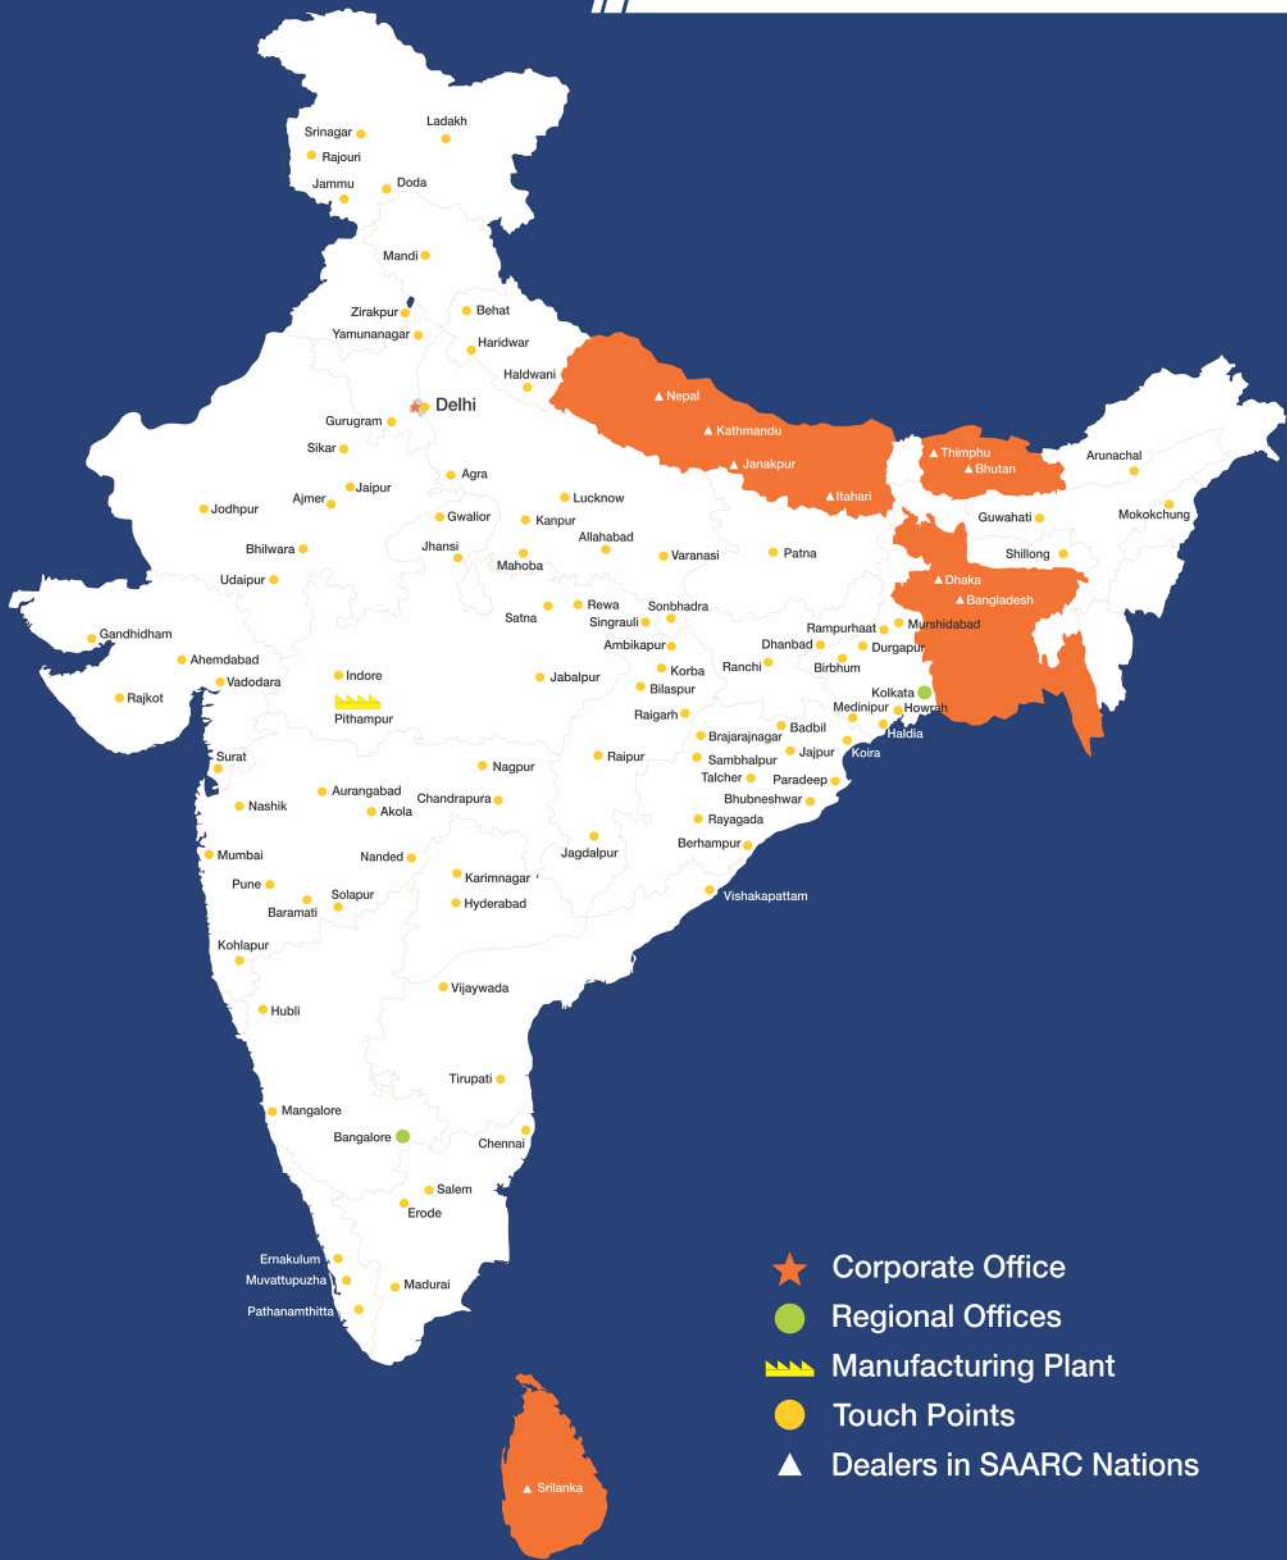 Ladakh
Srinagar
Rajouri
Jammu
Doda
Mandi
Zirakpur
Behat
Yamunanagar
Haridwar
Haldwani
Delhi
Gurugram
Nepal
Kathmandu
Janakpur
Itahari
Thimphu
Bhutan
Arunachal
Mokokchung
Guwahati
Shillong
Sikar
Agra
Jaipur
Ajmer
Lucknow
Jodhpur
Gwalior
Kanpur
Allahabad
Bhilwara
Jhansi
Mahoba
Varanasi
Patna
Udaipur
Dhaka
Bangladesh
Satna
Rewa
Sonbhadra
Singrauli
Rampurhaat
Murshidabad
Gandhidham
Ambikapur
Dhanbad
Durgapur
Ahemdabad
Birbhum
Ranchi
Korba
Indore
Jabalpur
Vadodara
Bilaspur
Rajkot
Kolkata
Pithampur
Raigarh
Medinipur
Howrah
Badbil
Haldia
Brajarajnagar
Jajpur
Koira
Surat
Raipur
Sambhalpur
Nagpur
Talcher
Paradeep
Aurangabad
Chandrapura
Bhubneshwar
Nashik
Akola
Rayagada
Berhampur
Jagdalpur
Mumbai
Nanded
Karimnagar
Pune
Solapur
Baramati
Hyderabad
Vishakapattam
Kohlapur
Vijaywada
Hubli
Tirupati
Mangalore
Bangalore
Chennai
Salem
Erode
Ernakulum
Muvattupuzha
Madurai
Pathanamthitta
Srilanka
Corporate Office
Regional Offices
Manufacturing Plant
Touch Points
Dealers in SAARC Nations